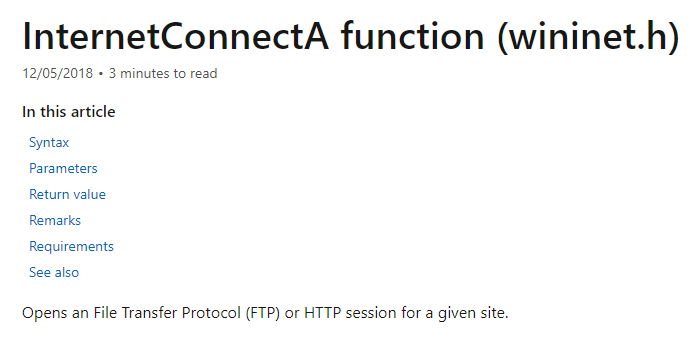 InternetConnectA function (wininet.h)
12/05/2018 • 3 minutes to read
In this article
Syntax
Parameters
Return value
Remarks
Requirements
See also
Opens an File Transfer Protocol (FTP) or HTTP session for a given site.